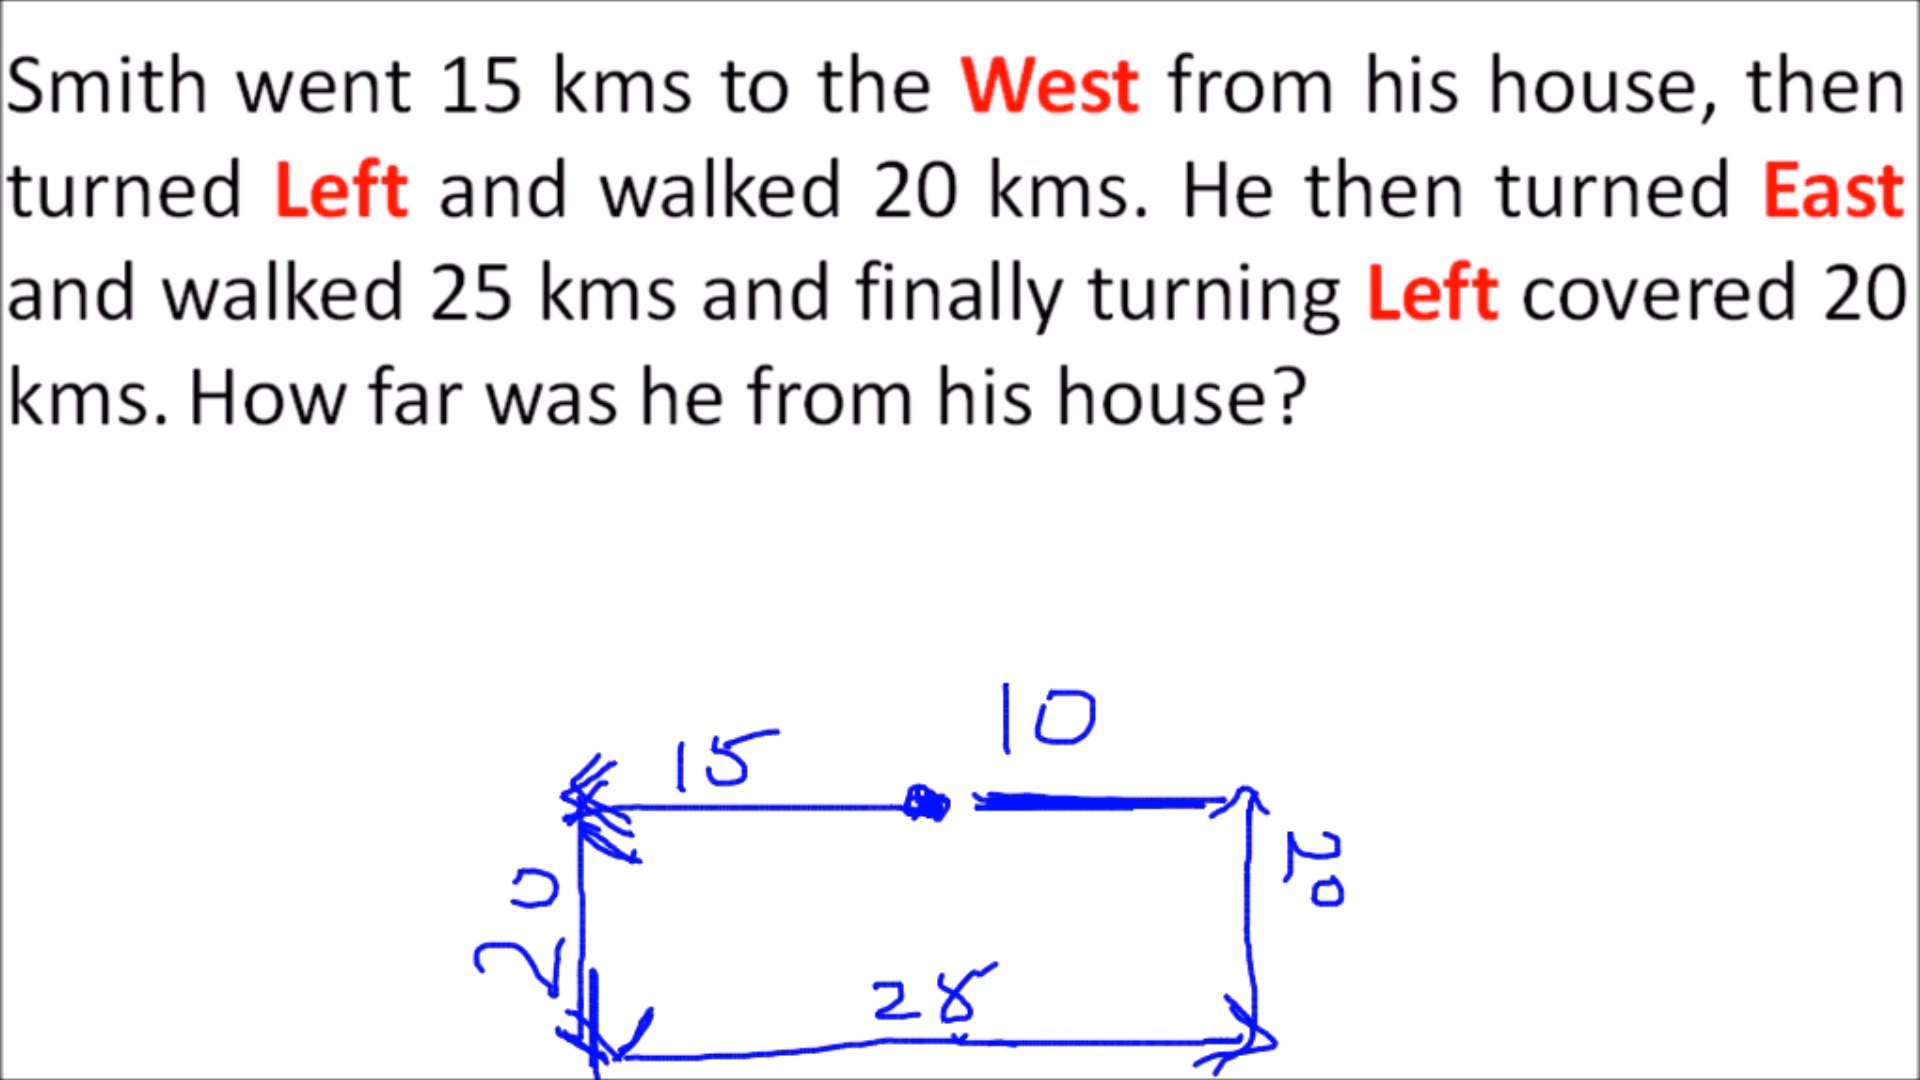 Smith went 15 kms to the West from his house, then
turned Left and walked 20 kms. He then turned East
and walked 25 kms and finally turning Left covered 20
kms. How far was he from his house?
10
15
20
20
25